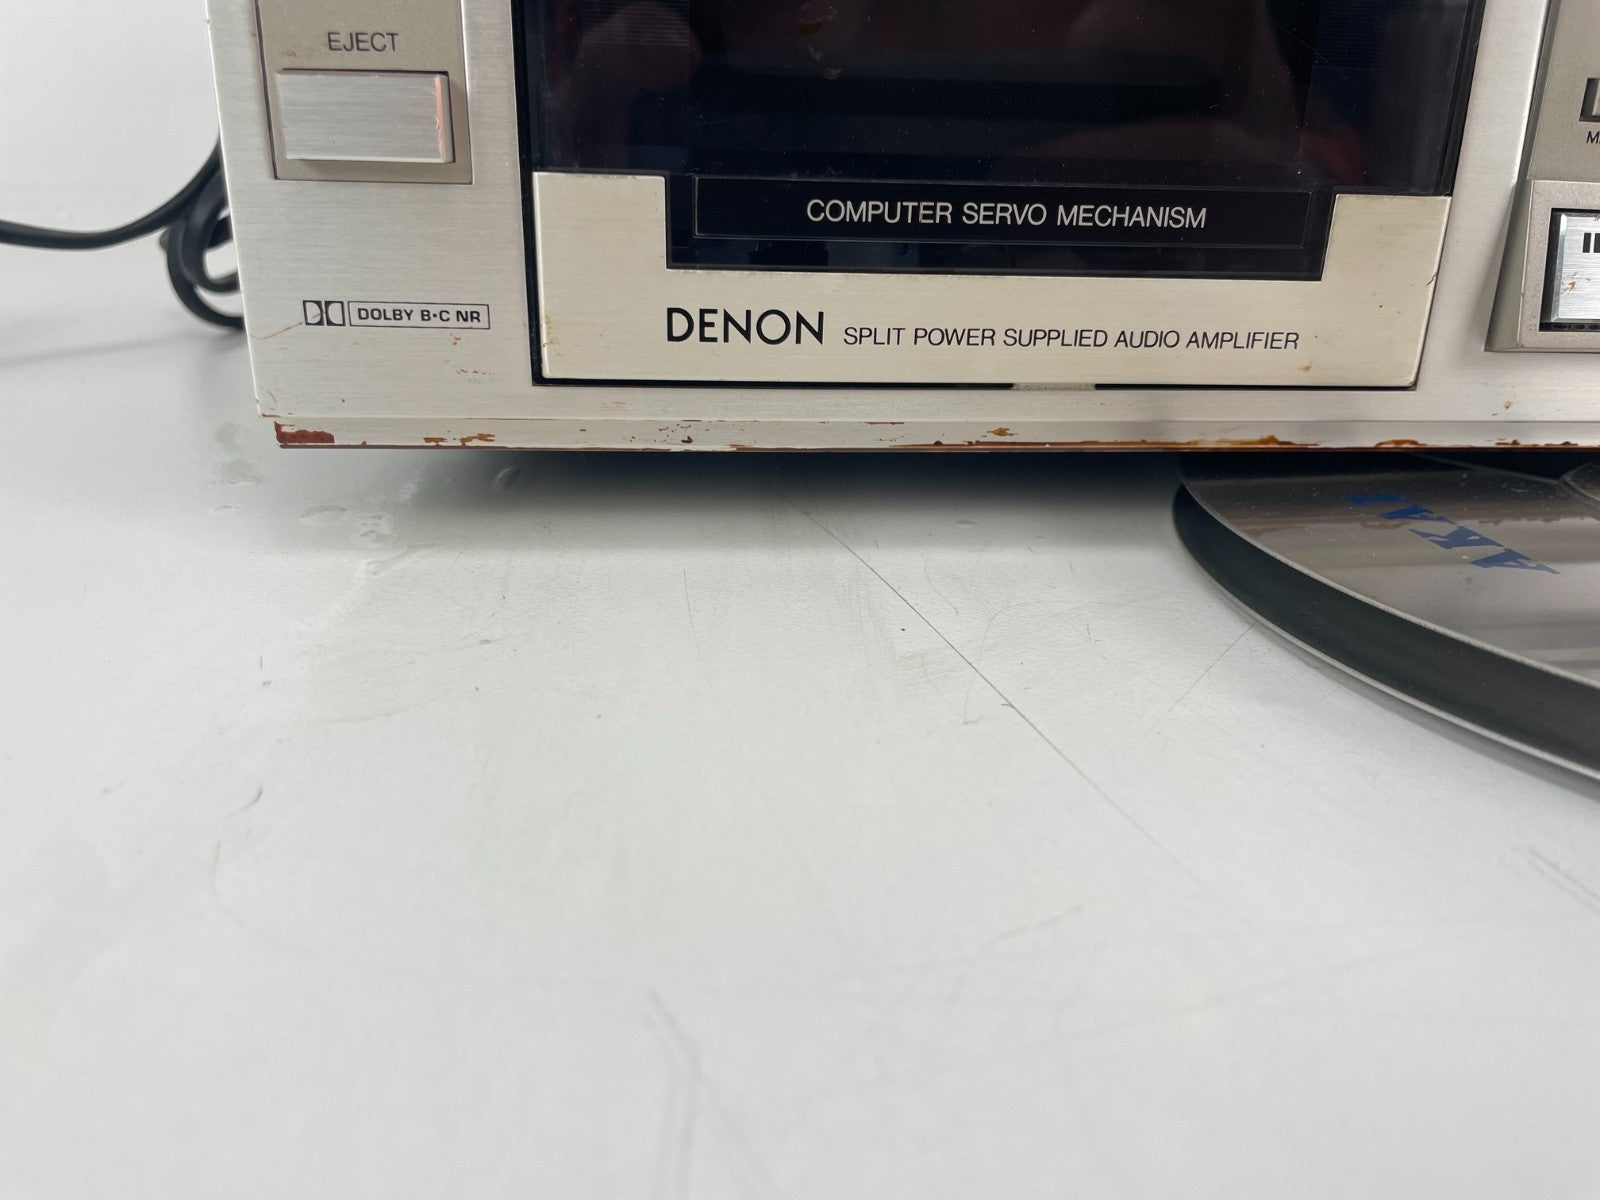 EJECT
COMPUTER SERVO MECHANISM
DOLBY B·C NR
DENON SPLIT POWER SUPPLIED AUDIO AMPLIFIER
AKAI